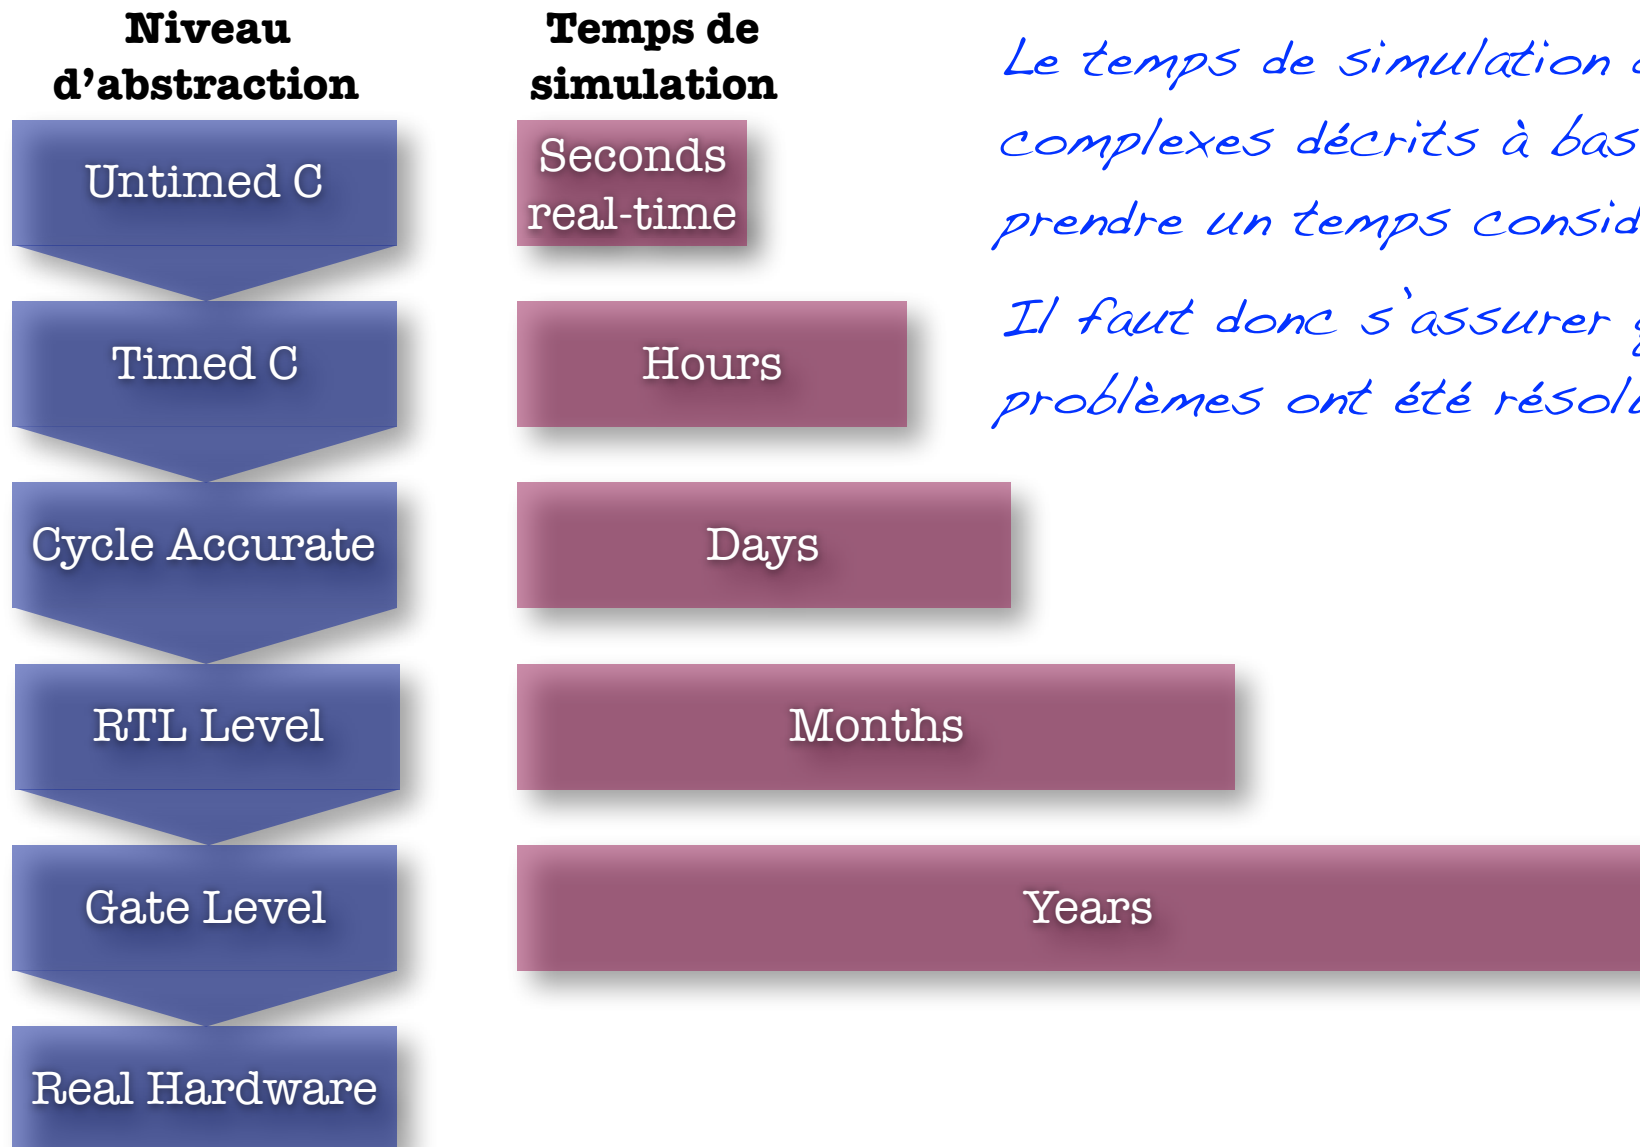 Niveau
d’abstraction
Temps de
simulation
Le temps de simulation
complexes décrits à bas
prendre un temps
Il faut donc s'assurer
problèmes ont été
Untimed C
Seconds
real-time
Timed C
Hours
Cycle Accurate
Days
RTL Level
Months
Gate Level
Years
Real Hardware